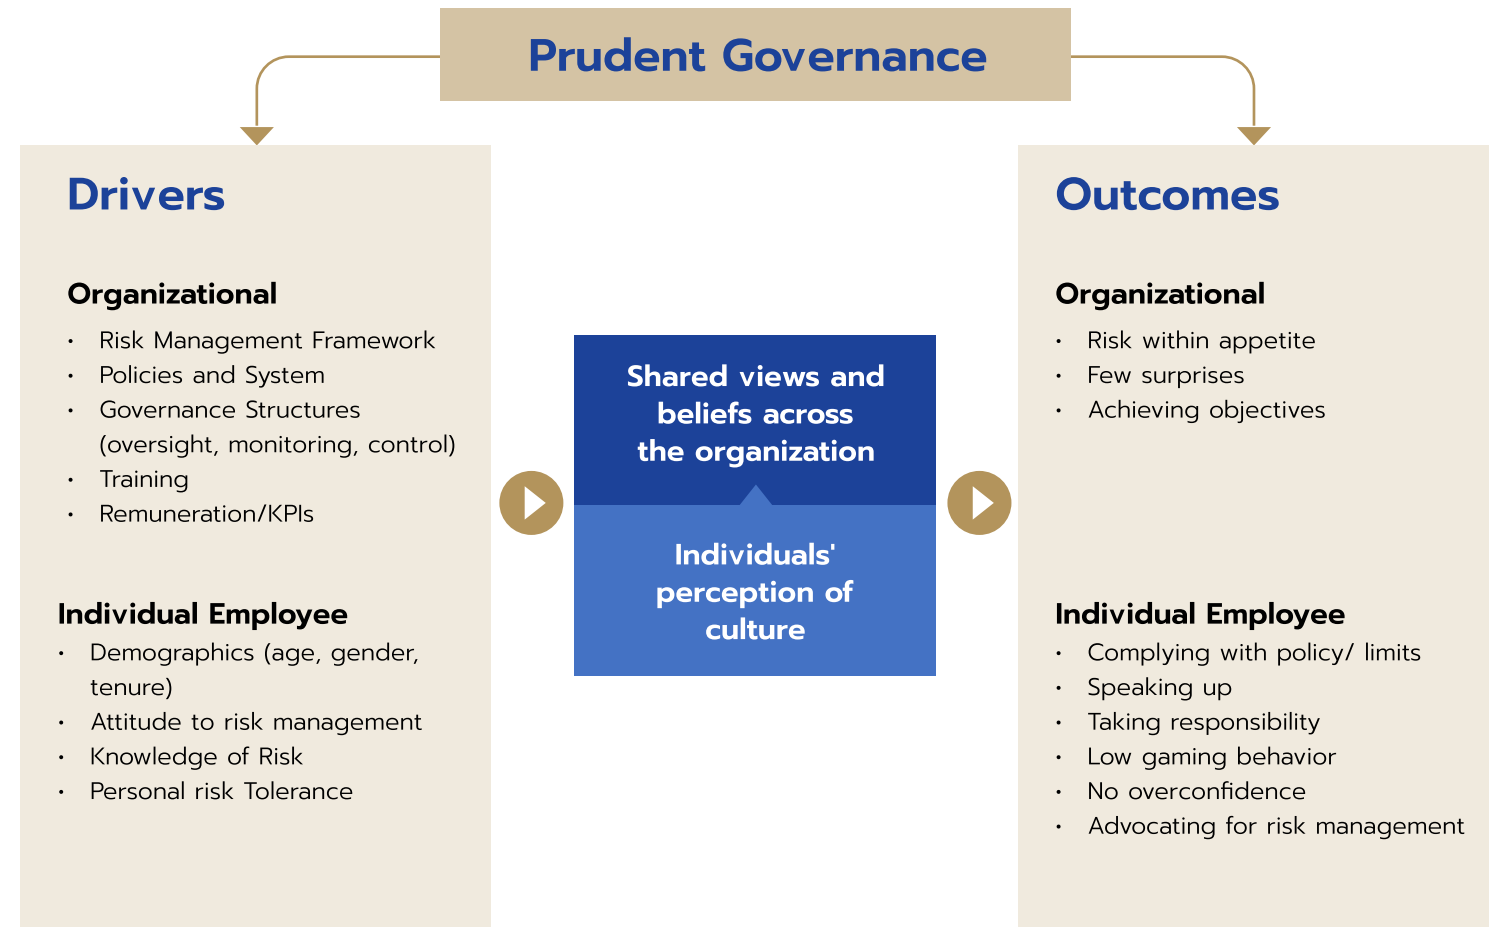 Prudent Governance
Drivers
Organizational
• Risk Management Framework
• Policies and System
• Governance Structures
(oversight, monitoring, control)
• Training
• Remuneration/KPIs
Individual Employee
• Demographics (age, gender,
tenure)
• Attitude to risk management
• Knowledge of Risk
• Personal risk Tolerance
Shared views and
beliefs across
the organization
Individuals'
perception of
culture
Outcomes
Organizational
• Risk within appetite
• Few surprises
• Achieving objectives
Individual Employee
• Complying with policy/ limits
• Speaking up
• Taking responsibility
• Low gaming behavior
• No overconfidence
• Advocating for risk management